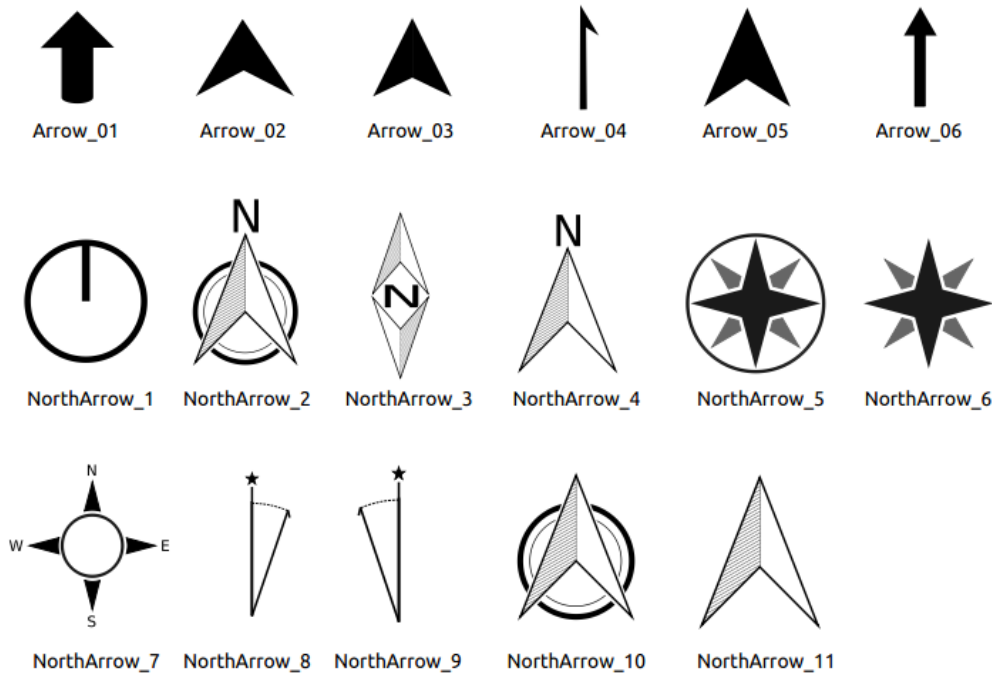 Arrow_01 Arrow_02 Arrow_03 Arrow_04 Arrow_05 Arrow_06
N N N
NorthArrow_1 NorthArrow_2 NorthArrow_3 NorthArrow_4 NorthArrow_5 NorthArrow_6
N
W E
S
NorthArrow_7 NorthArrow_8 NorthArrow_9 NorthArrow_10 NorthArrow_11